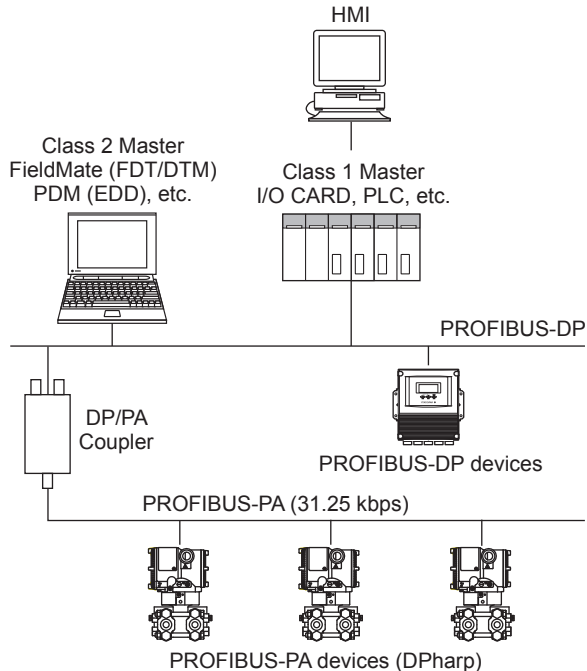 HMI
Class 2 Master
FieldMate (FDT/DTM)
PDM (EDD), etc.
Class 1 Master
I/O CARD, PLC, etc.
PROFIBUS-DP
DP/PA
Coupler
PROFIBUS-DP devices
PROFIBUS-PA (31.25 kbps)
PROFIBUS-PA devices (DPharp)